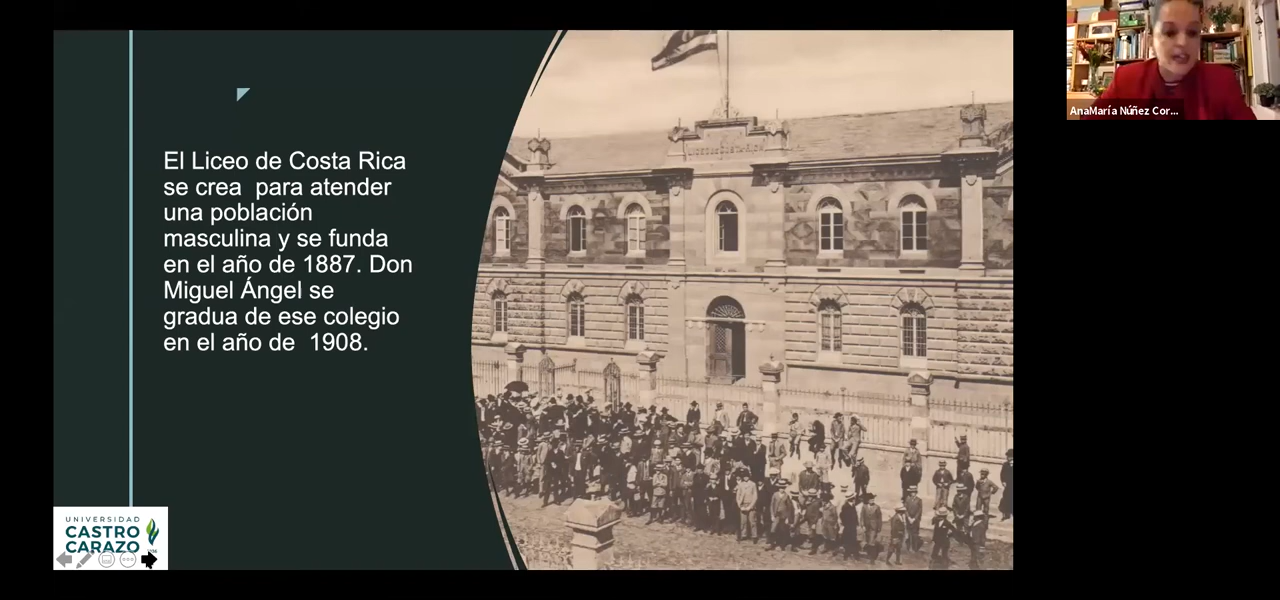 El Liceo de Costa Rica
se crea  para atender
una población
masculina y se funda
en el año de 1887. Don
Miguel Ángel se
gradua de ese colegio
en el año de  1908.
UNIVERSIDAD
CASTRO
CARAZO
AnaMaría Núñez Cor...